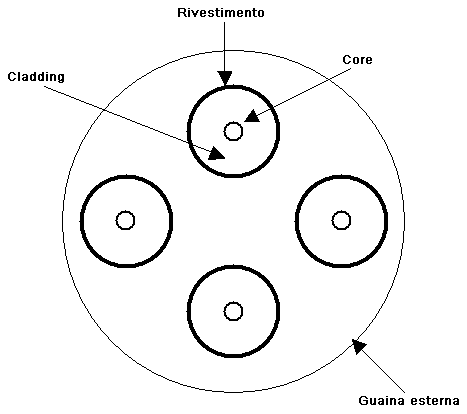 Rivestimento
Core
Cladding
Guaina esterna